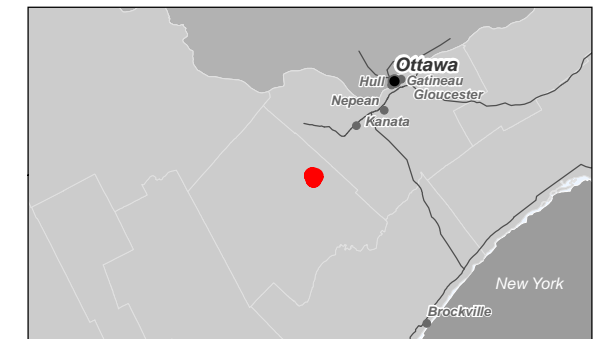 Ottawa
Hull Gatineau
Gloucester
Nepean
Kanata
New York
Brockville